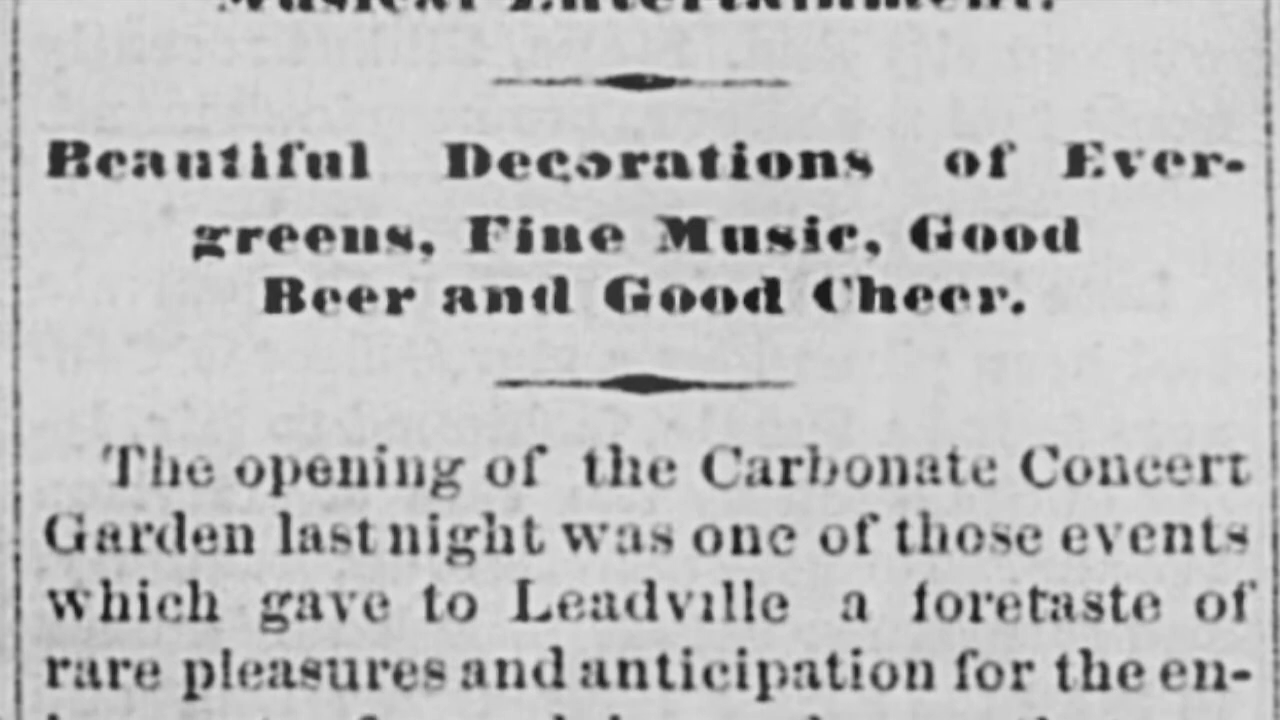 Musical Entertainment.
Beautiful Decorations of Ever-
greens, Fine Music, Good
Beer and Good Cheer.
The opening of the Carbonate Concert
Garden last night was one of those events
which gave to Leadville a foretaste of
rare pleasures and anticipation for the en-